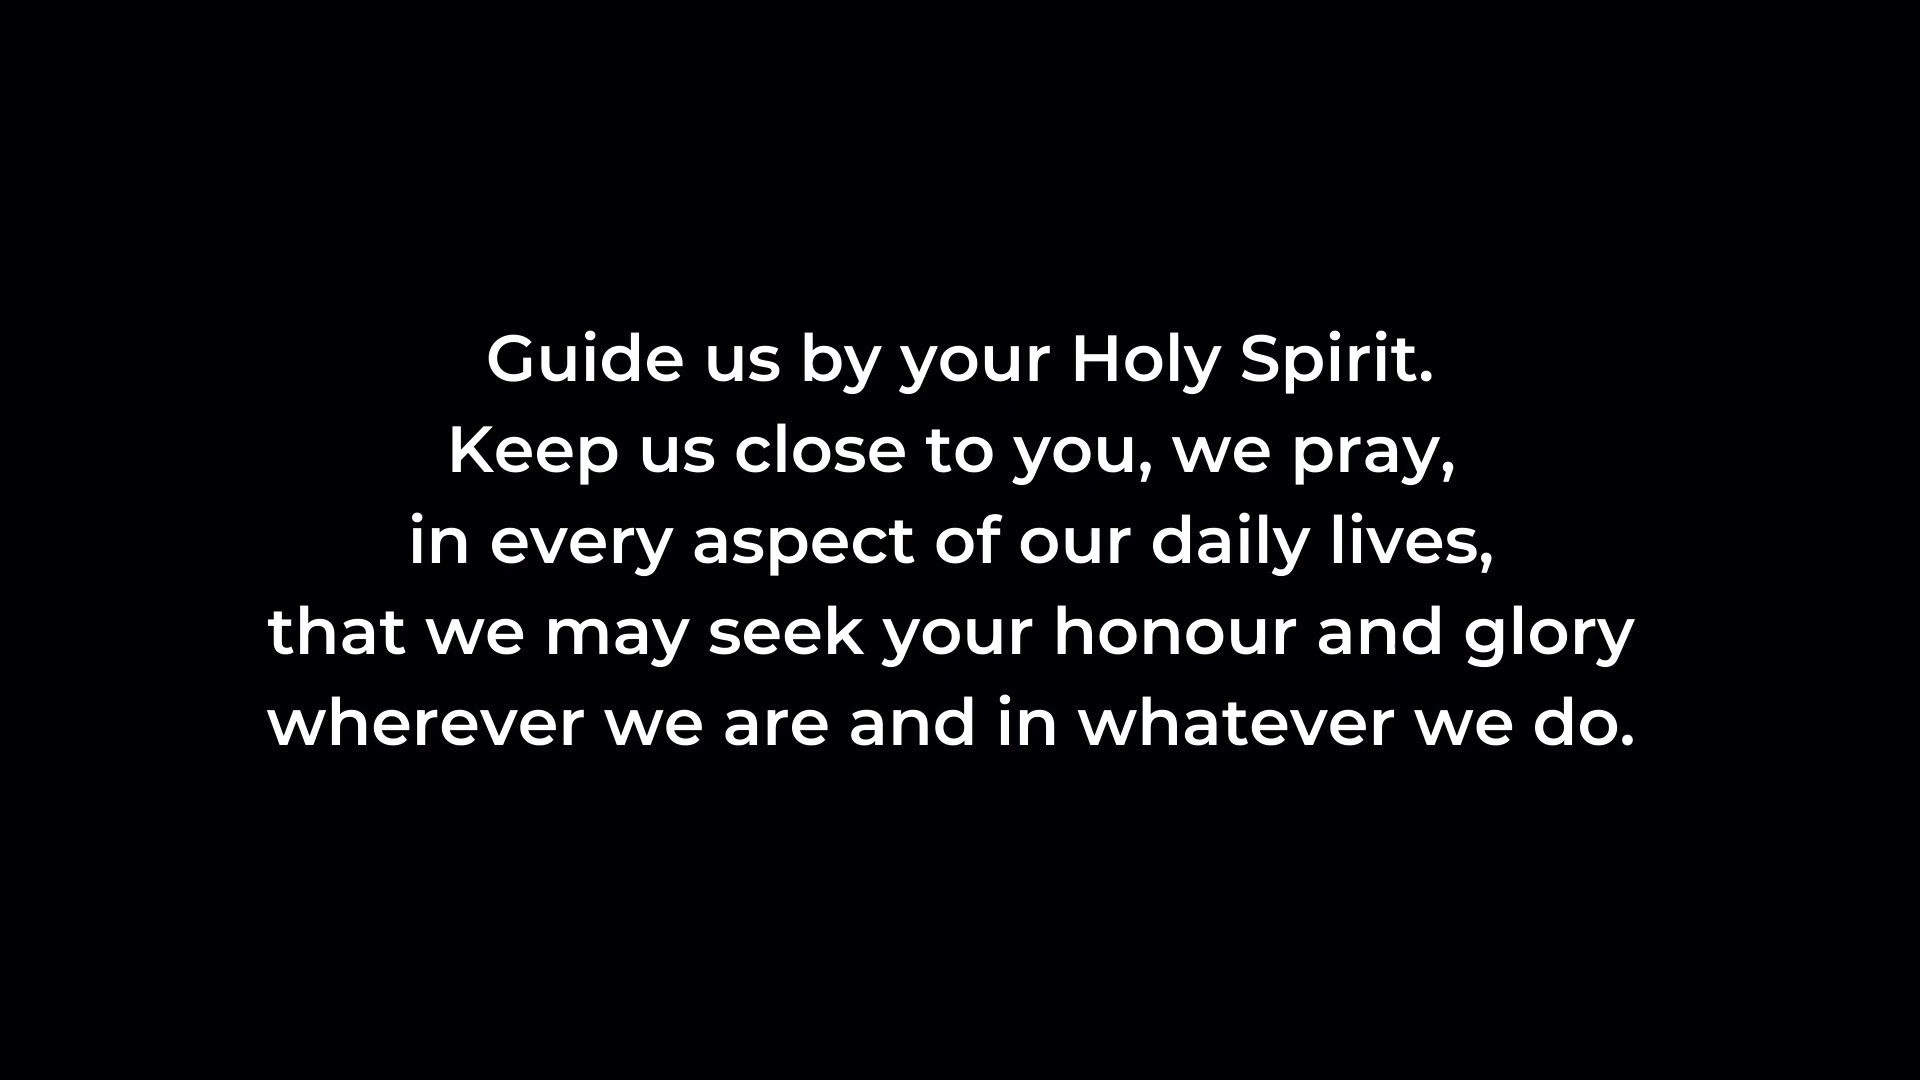 Guide us by your Holy Spirit.
Keep us close to you, we pray,
in every aspect of our daily lives,
that we may seek your honour and glory
wherever we are and in whatever we do.